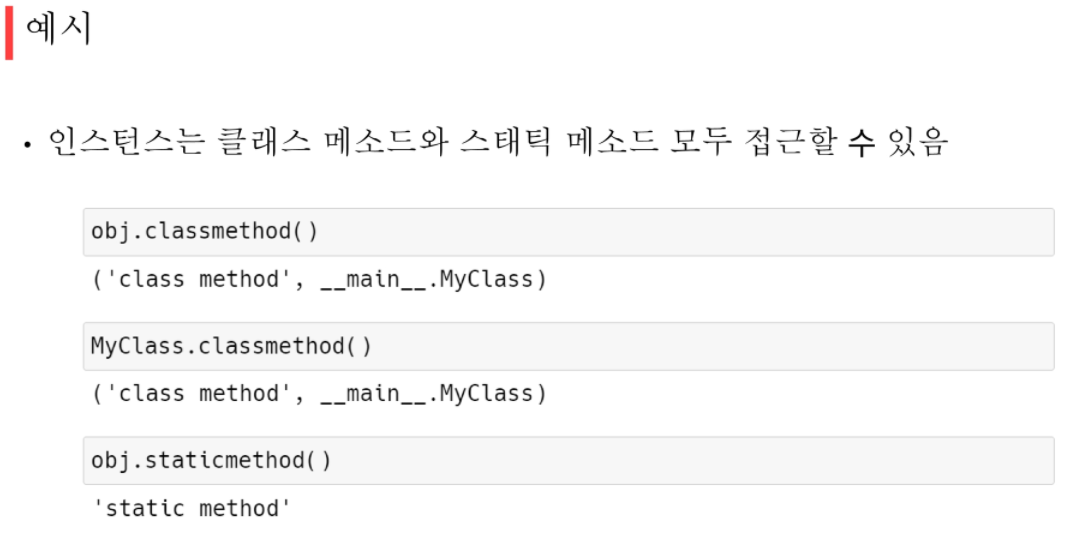 예시
• 인스턴스는 클래스 메소드와 스태틱 메소드 모두 접근할 수 있음
obj.classmethod()
('class method', __main__.MyClass)
MyClass.classmethod()
('class method', __main__.MyClass)
obj.staticmethod()
'static method'